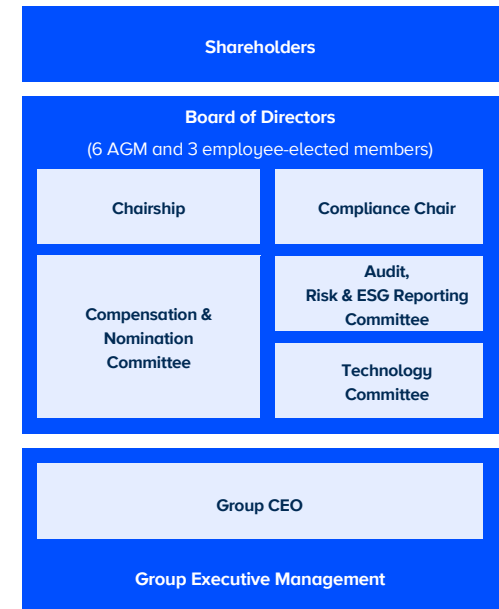 Shareholders
Board of Directors
(6 AGM and 3 employee-elected members)
Chairship
Compliance Chair
Compensation &
Nomination
Committee
Audit,
Risk & ESG Reporting
Committee
Technology
Committee
Group CEO
Group Executive Management